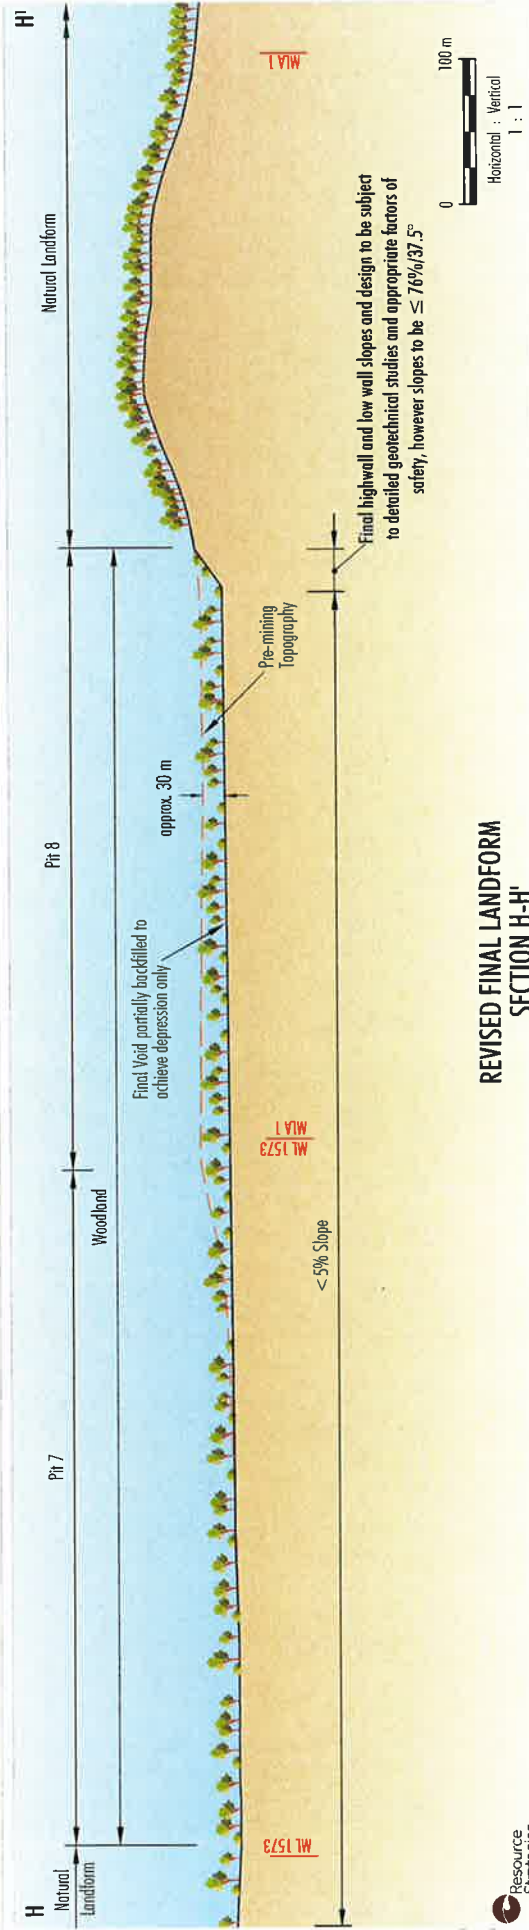 H
H'
Natural
Landform
Pit 7
Pit 8
Natural Landform
Woodland
Final Void partially backfilled to
achieve depression only
approx. 30 m
Pre-mining
Topography
ML 1573
ML 1573
MLA 1
MLA 1
< 5% Slope
Final highwall and low wall slopes and design to be subject
to detailed geotechnical studies and appropriate factors of
safety, however slopes to be ≤ 76%/37.5°
0
100 m
Horizontal : Vertical
1 : 1
REVISED FINAL LANDFORM
SECTION H-H'
Resource